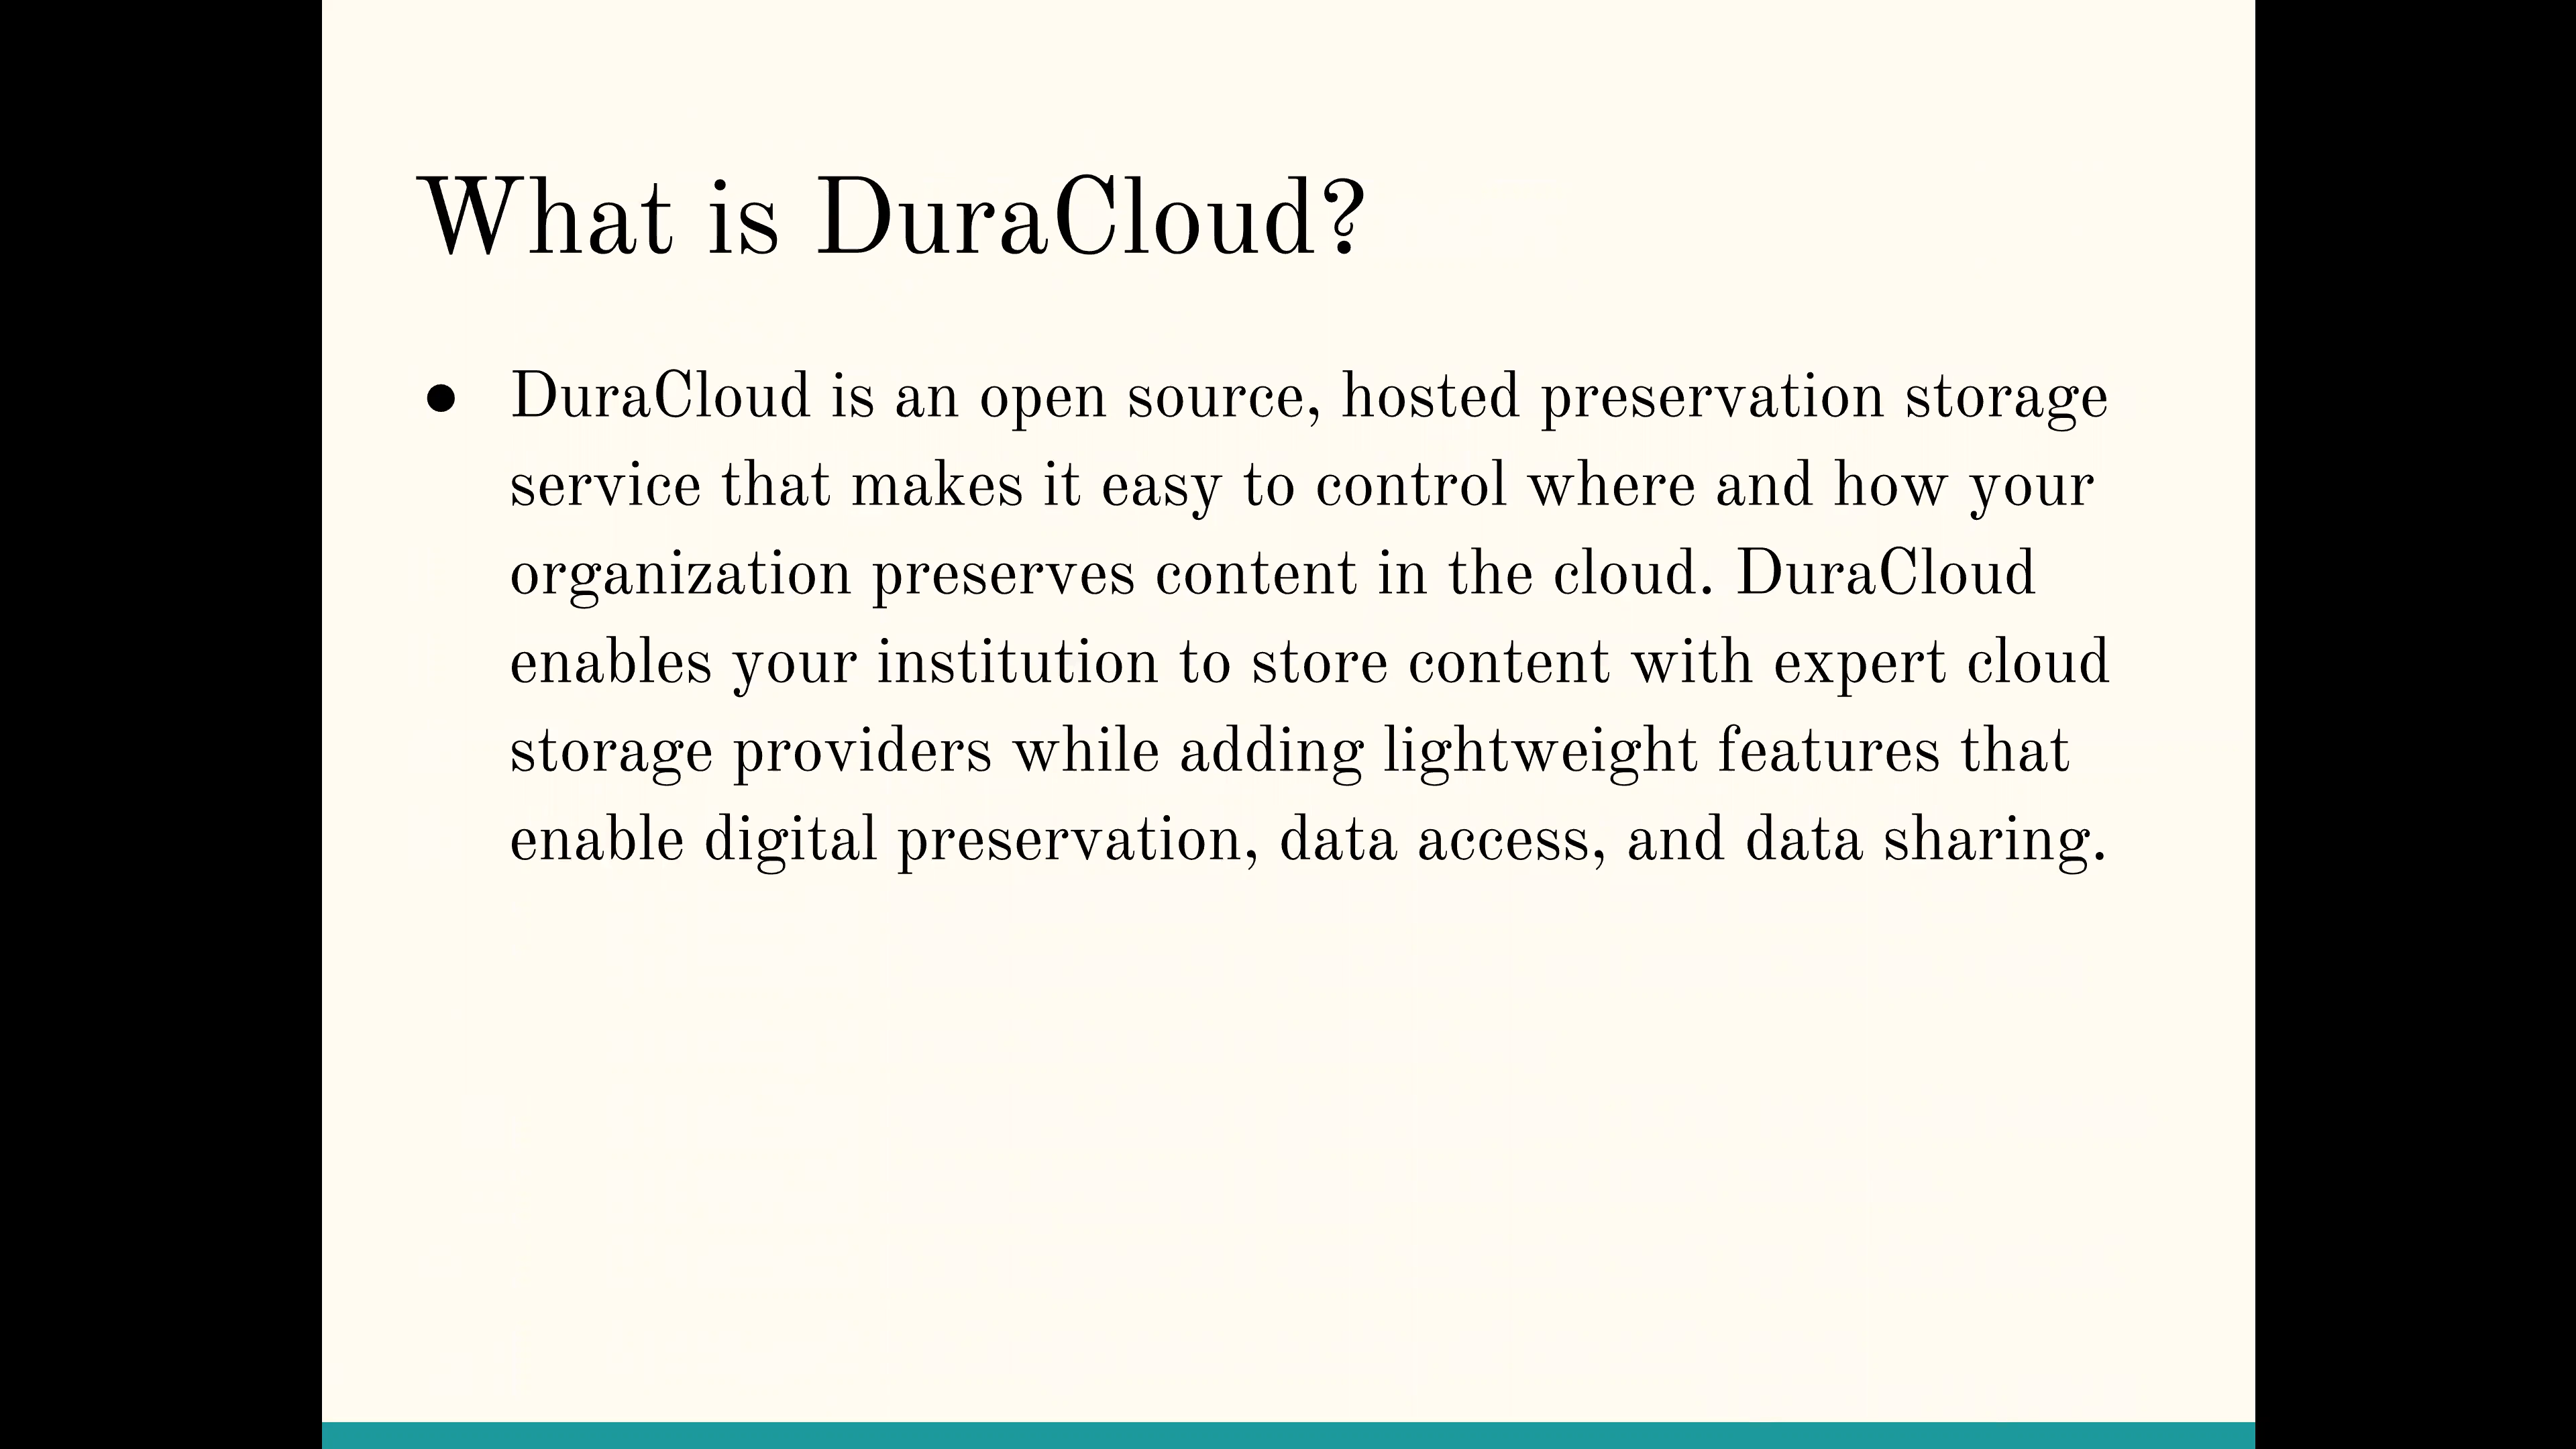 What is DuraCloud?
● DuraCloud is an open source, hosted preservation storage
service that makes it easy to control where and how your
organization preserves content in the cloud. DuraCloud
enables your institution to store content with expert cloud
storage providers while adding lightweight features that
enable digital preservation, data access, and data sharing.